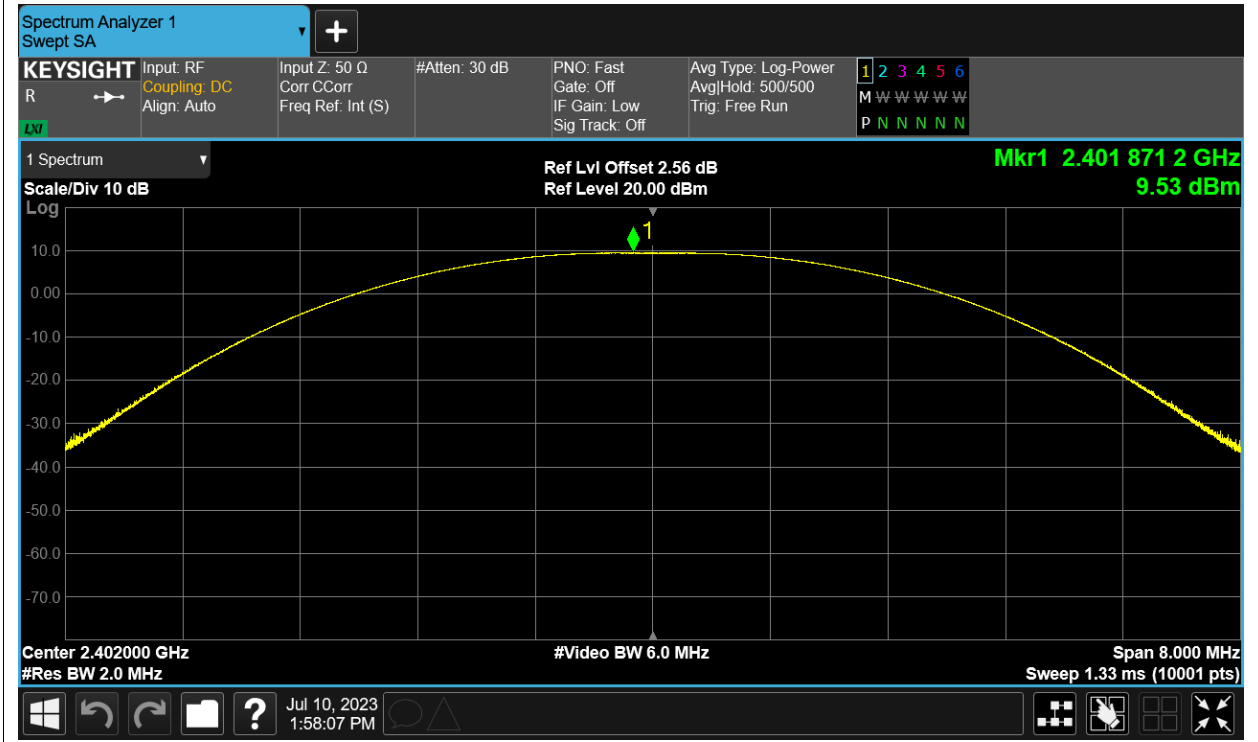 Spectrum Analyzer 1
Swept SA
KEYSIGHT
R
LXI
Input: RF
Coupling: DC
Align: Auto
Input Z: 50 Ω
Corr CCorr
Freq Ref: Int (S)
#Atten: 30 dB
PNO: Fast
Gate: Off
IF Gain: Low
Sig Track: Off
Avg Type: Log-Power
Avg|Hold: 500/500
Trig: Free Run
1 2 3 4 5 6
M W W W W W
P N N N N N
1 Spectrum
Scale/Div 10 dB
Log
Ref Lvl Offset 2.56 dB
Ref Level 20.00 dBm
Mkr1 2.401 871 2 GHz
9.53 dBm
1
10.0
0.00
-10.0
-20.0
-30.0
-40.0
-50.0
-60.0
-70.0
Center 2.402000 GHz
#Video BW 6.0 MHz
Span 8.000 MHz
#Res BW 2.0 MHz
Sweep 1.33 ms (10001 pts)
?
Jul 10, 2023
1:58:07 PM